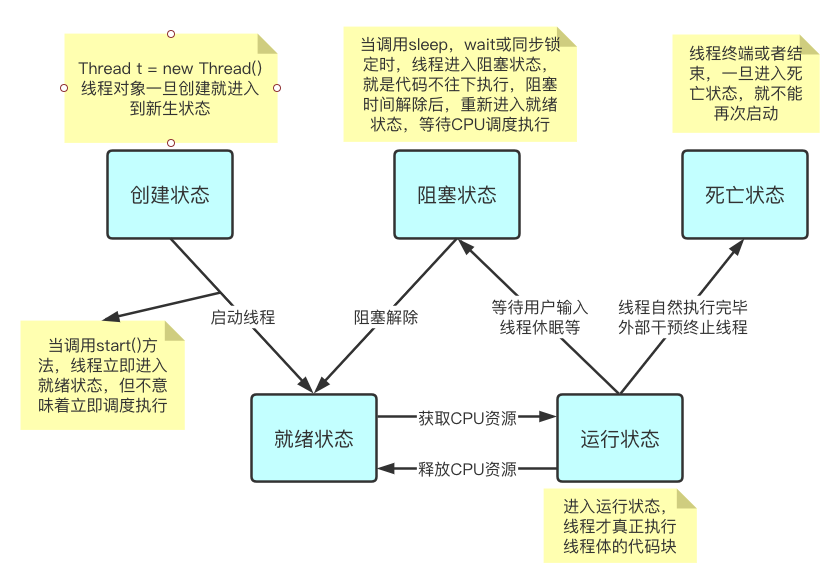 Thread t = new Thread()
线程对象一旦创建就进入
到新生状态
当调用sleep，wait或同步锁
定时，线程进入阻塞状态，
就是代码不往下执行，阻塞
时间解除后，重新进入就绪
状态，等待CPU调度执行
线程终端或者结
束，一旦进入死
亡状态，就不能
再次启动
创建状态
阻塞状态
死亡状态
启动线程
阻塞解除
等待用户输入
线程休眠等
线程自然执行完毕
外部干预终止线程
当调用start()方
法，线程立即进入
就绪状态，但不意
味着立即调度执行
就绪状态
获取CPU资源
释放CPU资源
运行状态
进入运行状态，
线程才真正执行
线程体的代码块